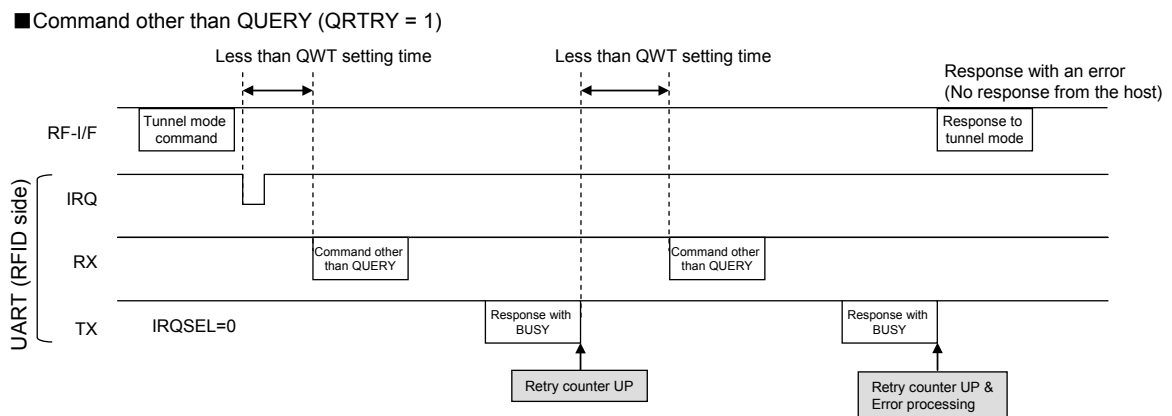 ■Command other than QUERY (QRTRY = 1)
Less than QWT setting time
Less than QWT setting time
Response with an error
(No response from the host)
RF-I/F
Tunnel mode
command
Response to
tunnel mode
UART (RFID side)
IRQ
RX
Command other
than QUERY
Command other
than QUERY
TX
IRQSEL=0
Response with
BUSY
Response with
BUSY
Retry counter UP
Retry counter UP &
Error processing